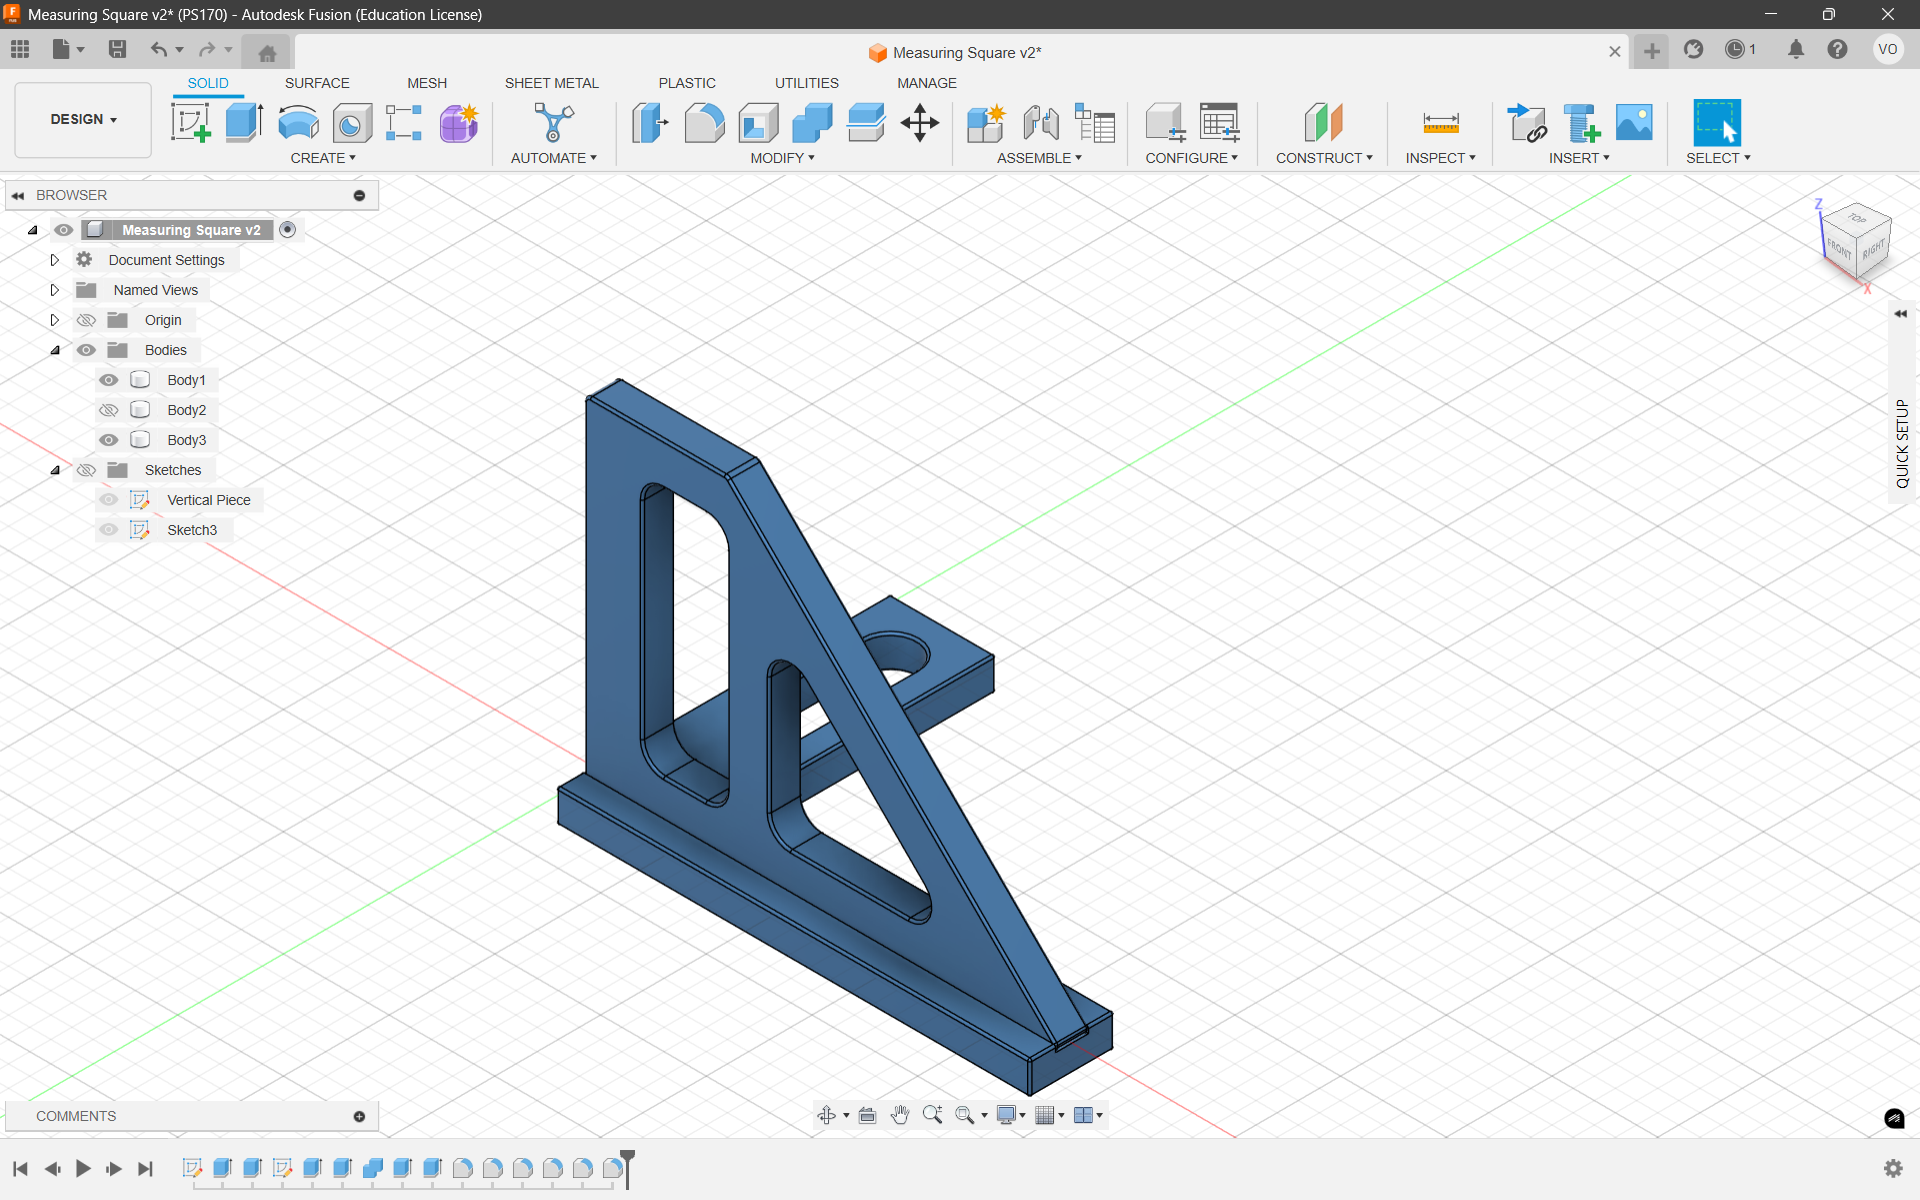 Measuring Square v2* (PS170) - Autodesk Fusion (Education License)
Measuring Square v2*
1
VO
DESIGN
SOLID
SURFACE
MESH
SHEET METAL
PLASTIC
UTILITIES
MANAGE
CREATE
AUTOMATE
MODIFY
ASSEMBLE
CONFIGURE
CONSTRUCT
INSPECT
INSERT
SELECT
BROWSER
Measuring Square v2
Document Settings
Named Views
Origin
Bodies
Body1
Body2
Body3
Sketches
Vertical Piece
Sketch3
Z
TOP
FRONT
RIGHT
X
QUICK SETUP
COMMENTS